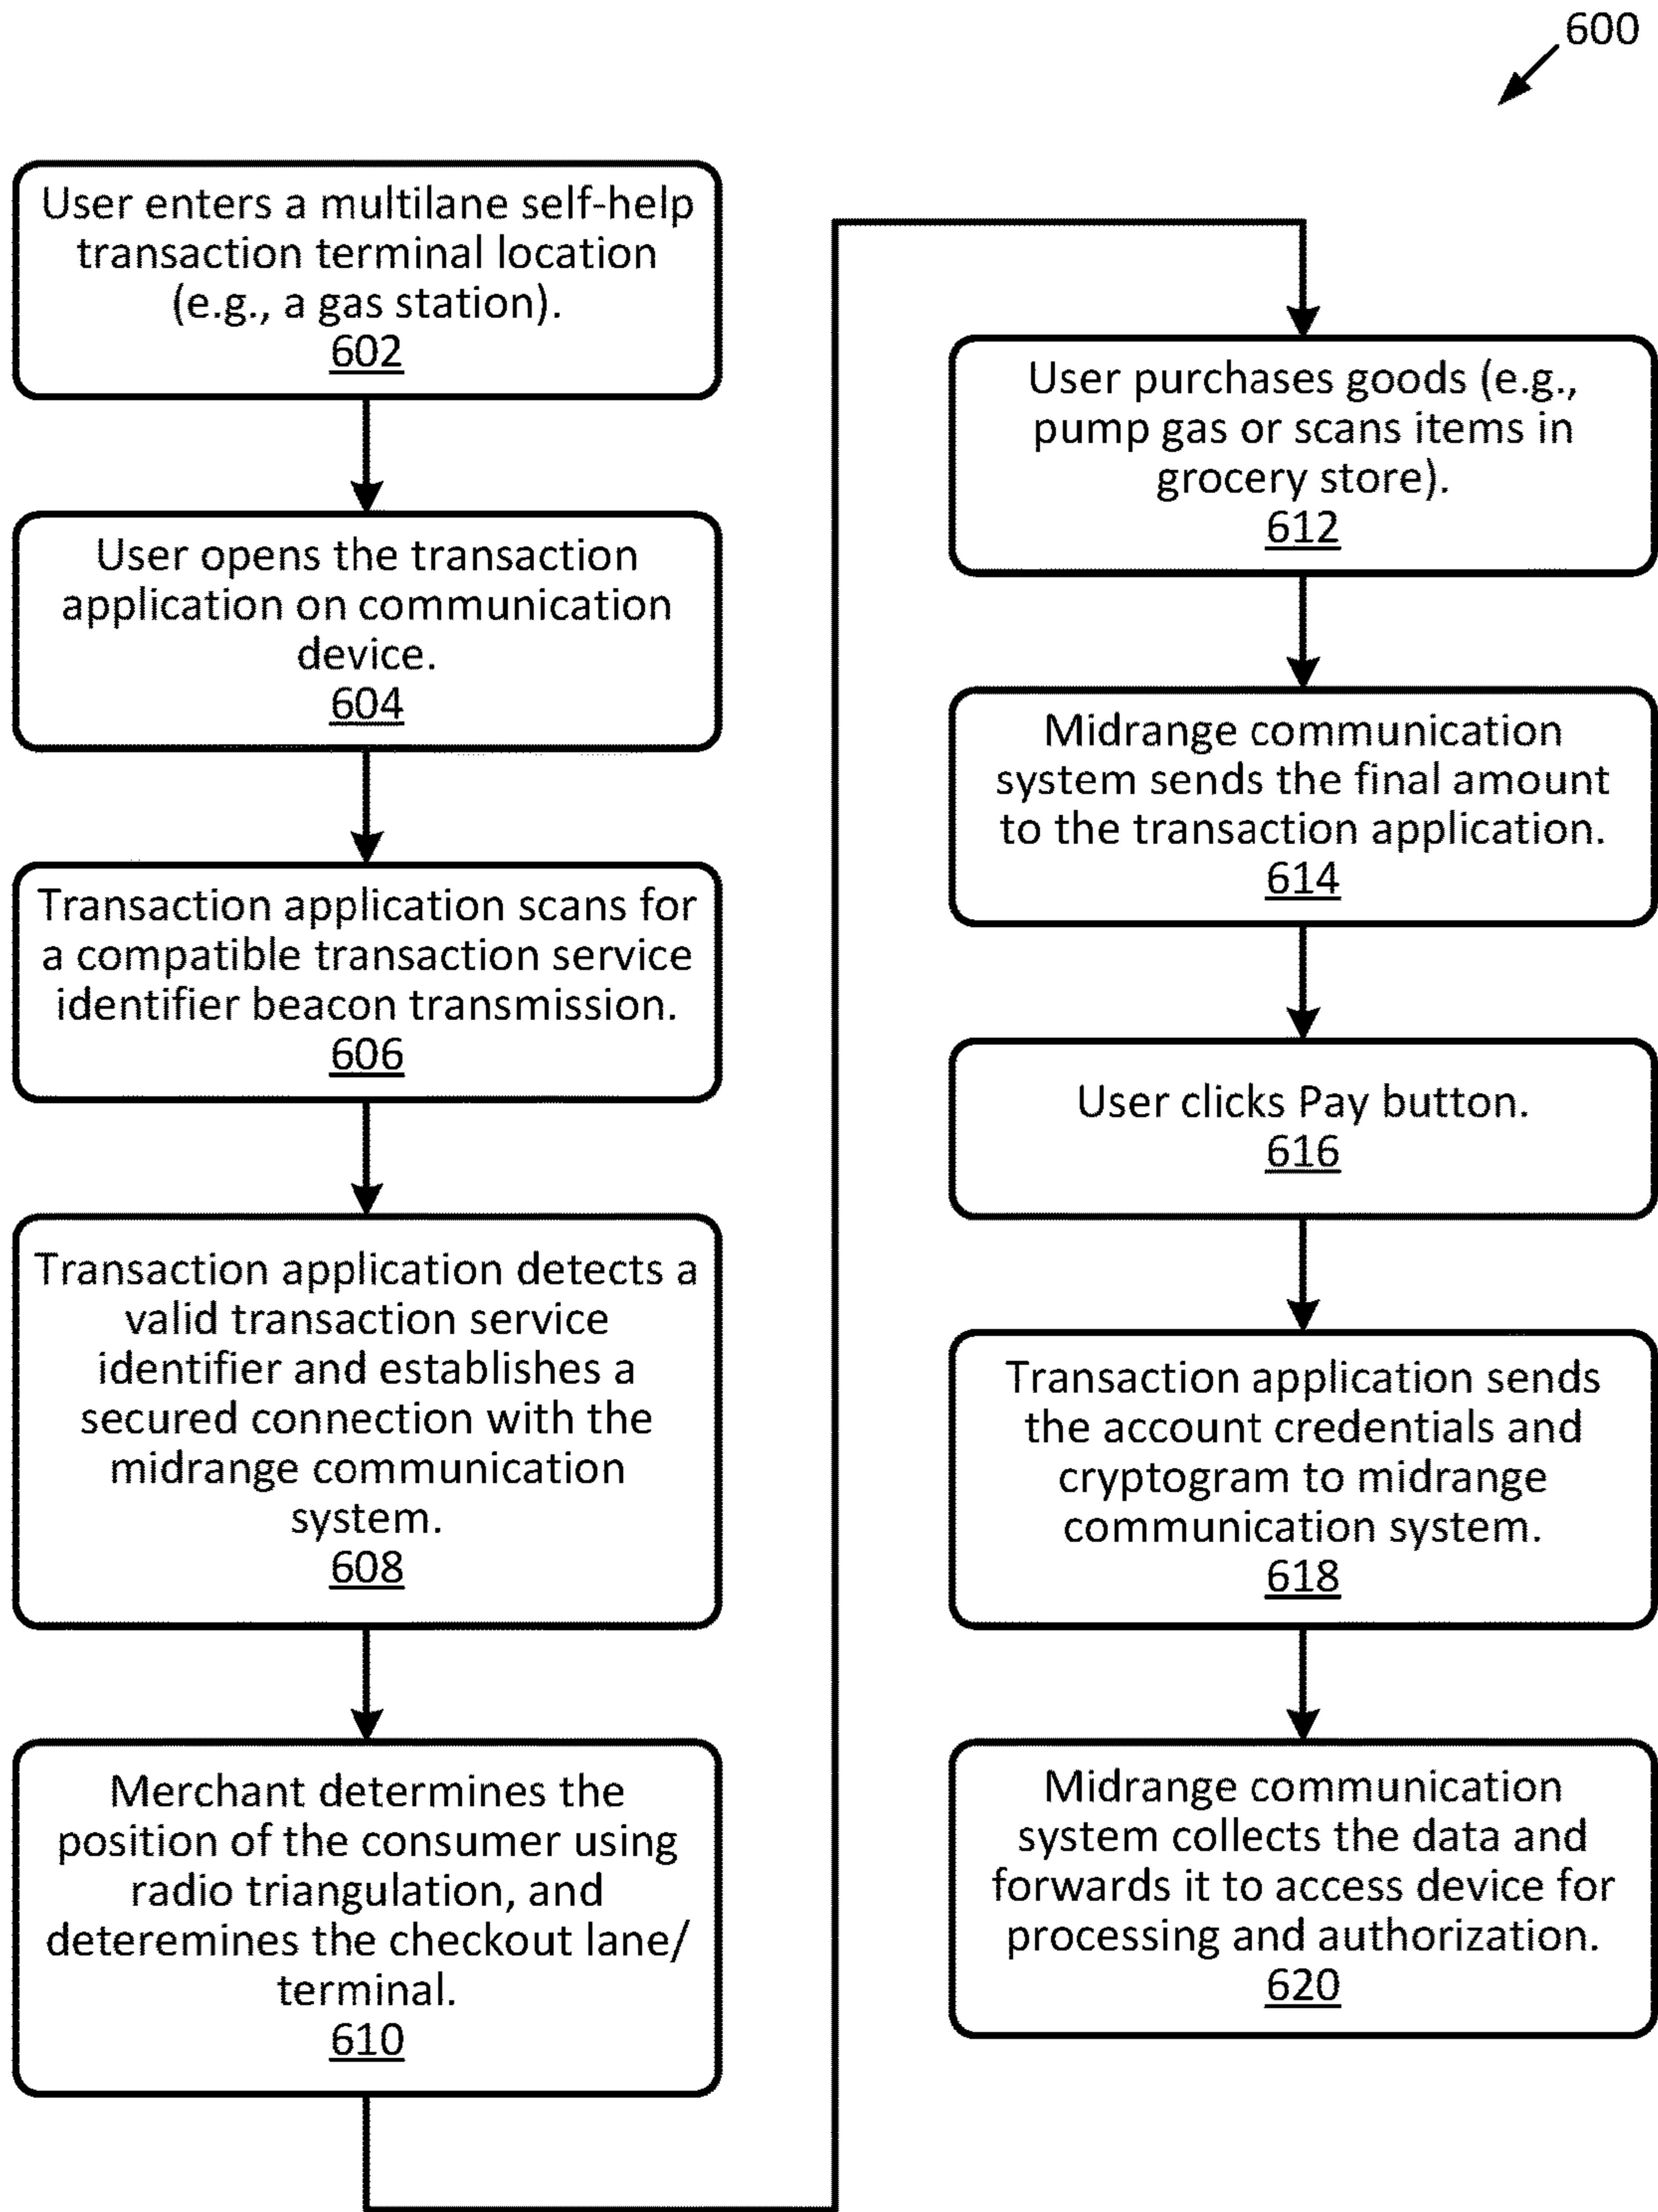 600
User enters a multilane self-help
transaction terminal location
(e.g., a gas station).
602
User opens the transaction
application on communication
device.
604
Transaction application scans for
a compatible transaction service
identifier beacon transmission.
606
Transaction application detects a
valid transaction service
identifier and establishes a
secured connection with the
midrange communication
system.
608
Merchant determines the
position of the consumer using
radio triangulation, and
deteremines the checkout lane/
terminal.
610
User purchases goods (e.g.,
pump gas or scans items in
grocery store).
612
Midrange communication
system sends the final amount
to the transaction application.
614
User clicks Pay button.
616
Transaction application sends
the account credentials and
cryptogram to midrange
communication system.
618
Midrange communication
system collects the data and
forwards it to access device for
processing and authorization.
620